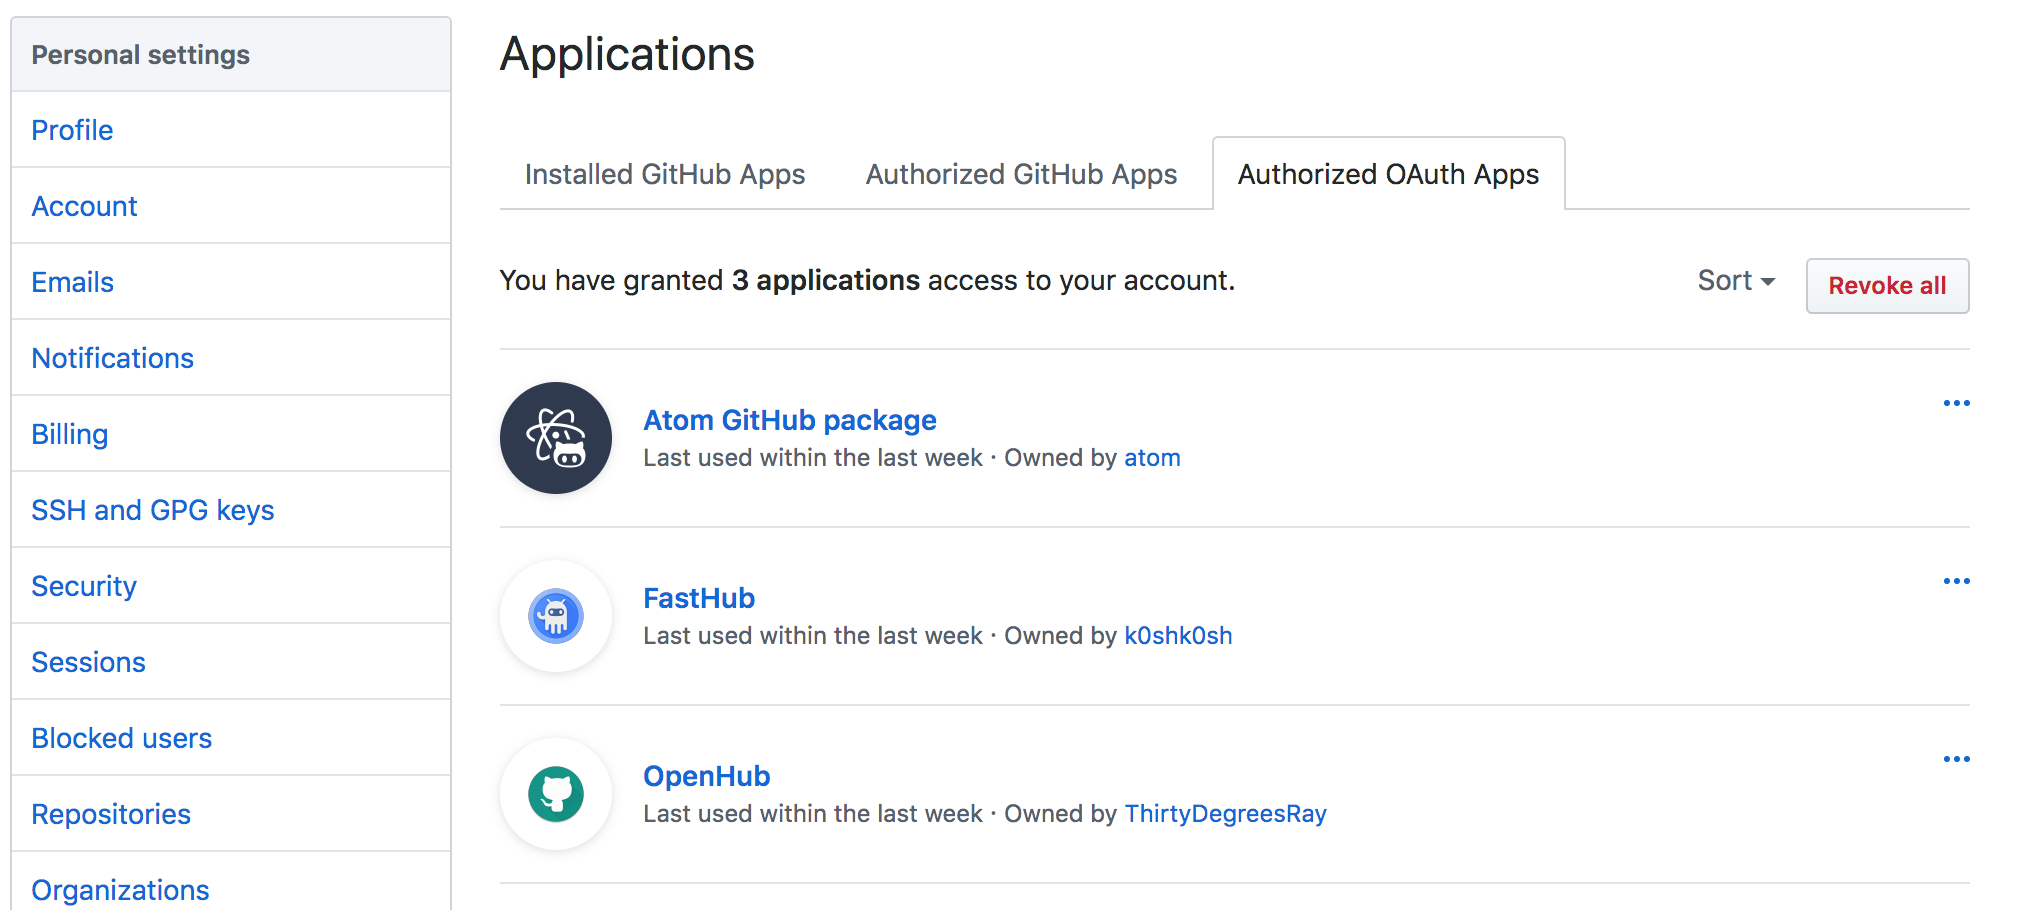 Personal settings
Profile
Account
Emails
Notifications
Billing
SSH and GPG keys
Security
Sessions
Blocked users
Repositories
Organizations
Applications
Installed GitHub Apps Authorized GitHub Apps Authorized OAuth Apps
You have granted 3 applications access to your account. Sort Revoke all
Atom GitHub package
Last used within the last week · Owned by atom
FastHub
Last used within the last week · Owned by k0shk0sh
OpenHub
Last used within the last week · Owned by ThirtyDegreesRay